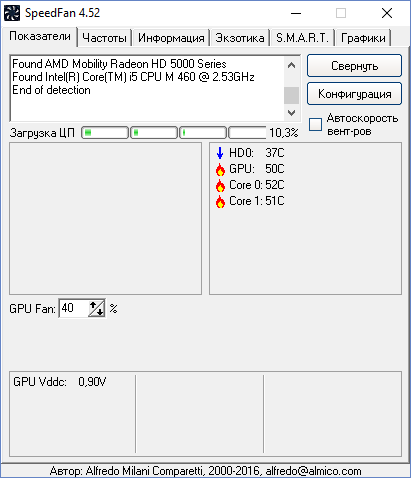 SpeedFan 4.52
Показатели Частоты Информация Экзотика S.M.A.R.T. Графики
Found AMD Mobility Radeon HD 5000 Series
Found Intel(R) Core(TM) i5 CPU M 460 @ 2.53GHz
End of detection
Свернуть
Конфигурация
Загрузка ЦП 10,3%
Автоскорость
вент-ров
HD0: 37C
GPU: 50C
Core 0: 52C
Core 1: 51C
GPU Fan: 40 %
GPU Vddc: 0,90V
Автор: Alfredo Milani Comparetti, 2000-2016, alfredo@almico.com